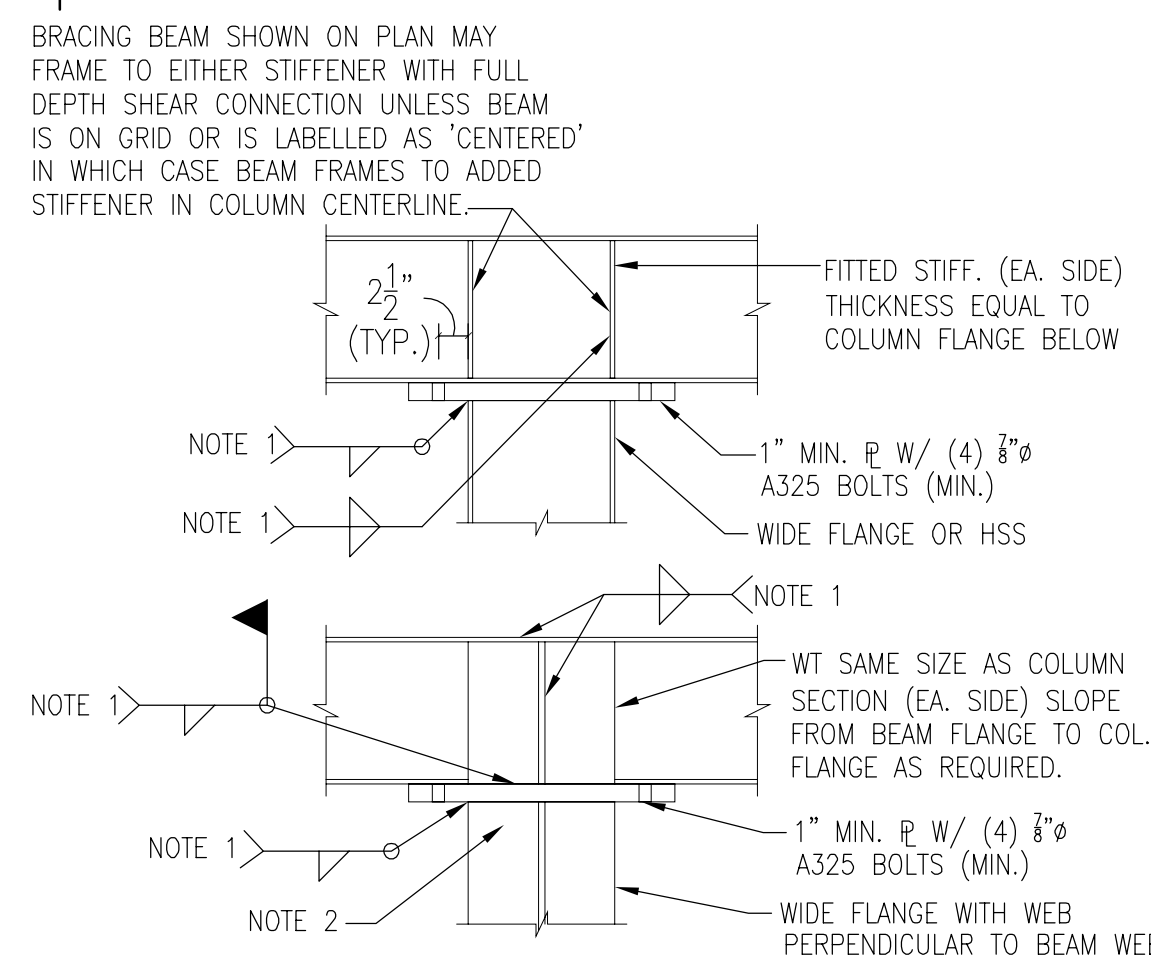 BRACING BEAM SHOWN ON PLAN MAY
FRAME TO EITHER STIFFENER WITH FULL
DEPTH SHEAR CONNECTION UNLESS BEAM
IS ON GRID OR IS LABELLED AS 'CENTERED'
IN WHICH CASE BEAM FRAMES TO ADDED
STIFFENER IN COLUMN CENTERLINE.
2 1/2"
(TYP.)
FITTED STIFF. (EA. SIDE)
THICKNESS EQUAL TO
COLUMN FLANGE BELOW
NOTE 1
1" MIN. ℄ W/ (4) 7/8"ø
A325 BOLTS (MIN.)
NOTE 1
WIDE FLANGE OR HSS
NOTE 1
WT SAME SIZE AS COLUMN
SECTION (EA. SIDE) SLOPE
FROM BEAM FLANGE TO COL.
FLANGE AS REQUIRED.
NOTE 1
1" MIN. ℄ W/ (4) 7/8"ø
A325 BOLTS (MIN.)
NOTE 1
NOTE 2
WIDE FLANGE WITH WEB
PERPENDICULAR TO BEAM WEB